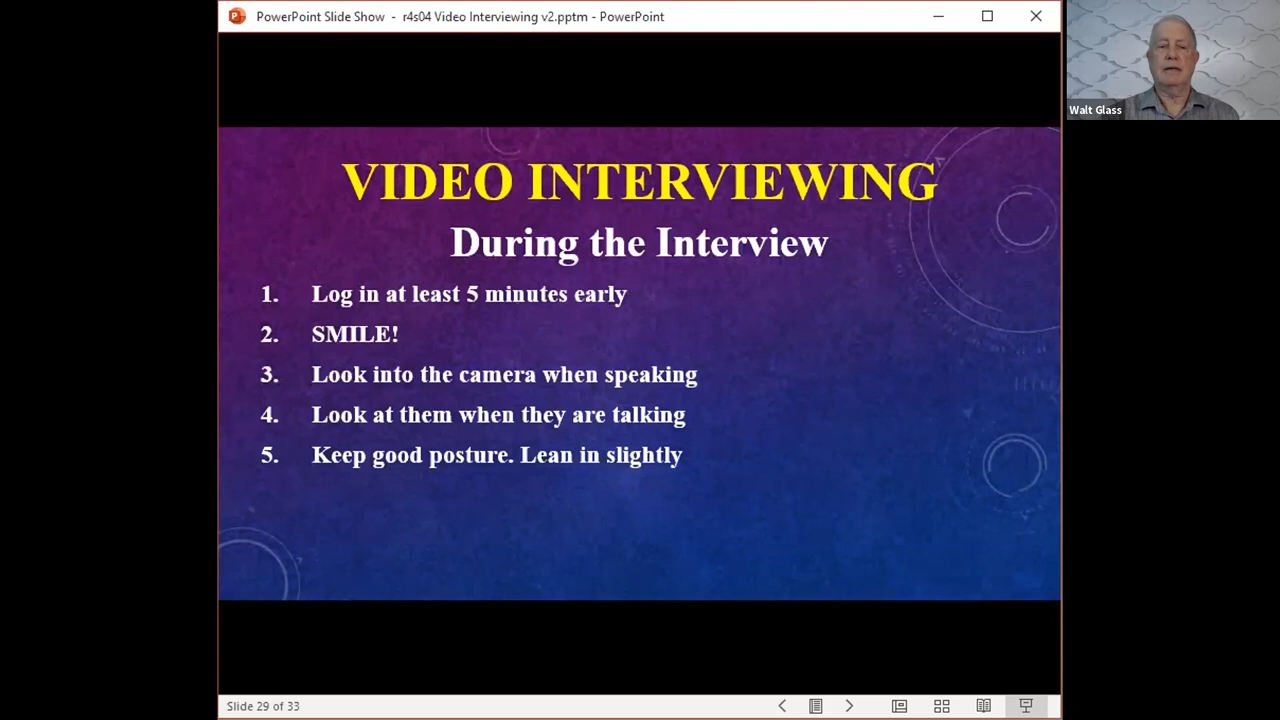 PowerPoint Slide Show - r4s04 Video Interviewing v2.pptm - PowerPoint
Walt Glass
VIDEO INTERVIEWING
During the Interview
1. Log in at least 5 minutes early
2. SMILE!
3. Look into the camera when speaking
4. Look at them when they are talking
5. Keep good posture. Lean in slightly
Slide 29 of 33